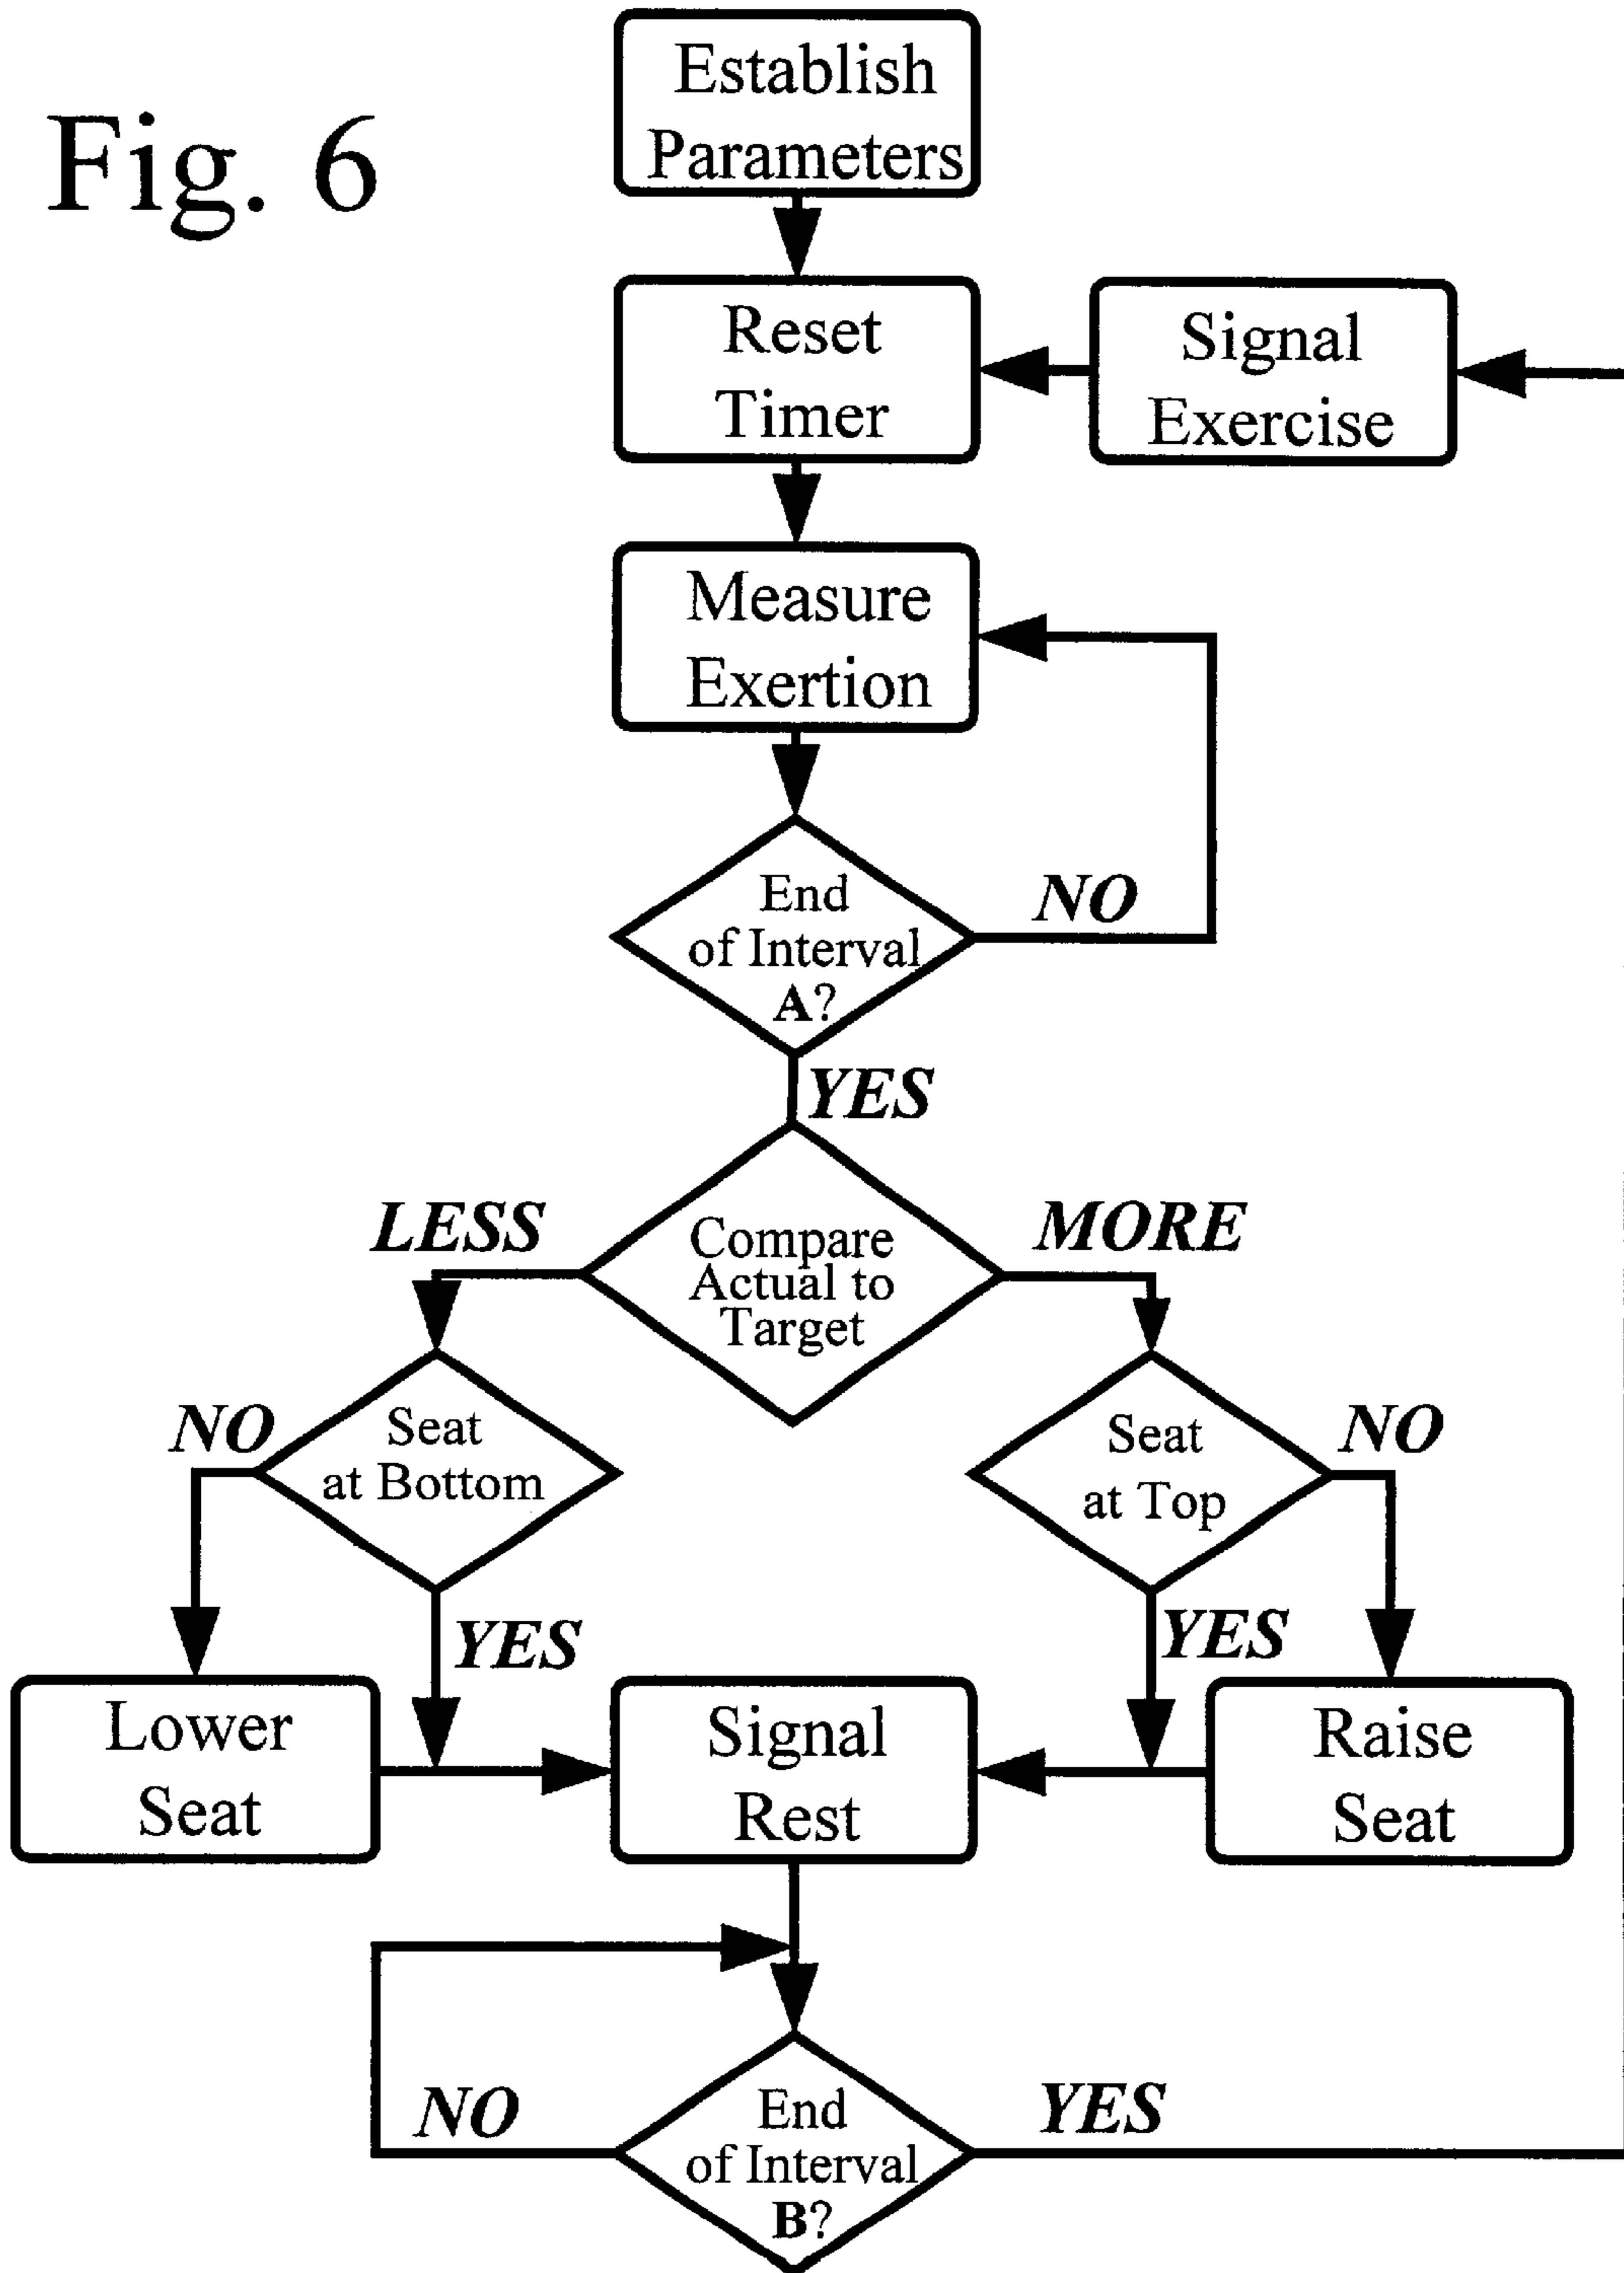 Fig. 6
Establish
Parameters
Reset
Timer
Signal
Exercise
Measure
Exertion
End
of Interval
A?
NO
YES
Compare
Actual to
Target
LESS
MORE
Seat
at Bottom
NO
YES
Seat
at Top
NO
YES
Lower
Seat
Signal
Rest
Raise
Seat
End
of Interval
B?
NO
YES